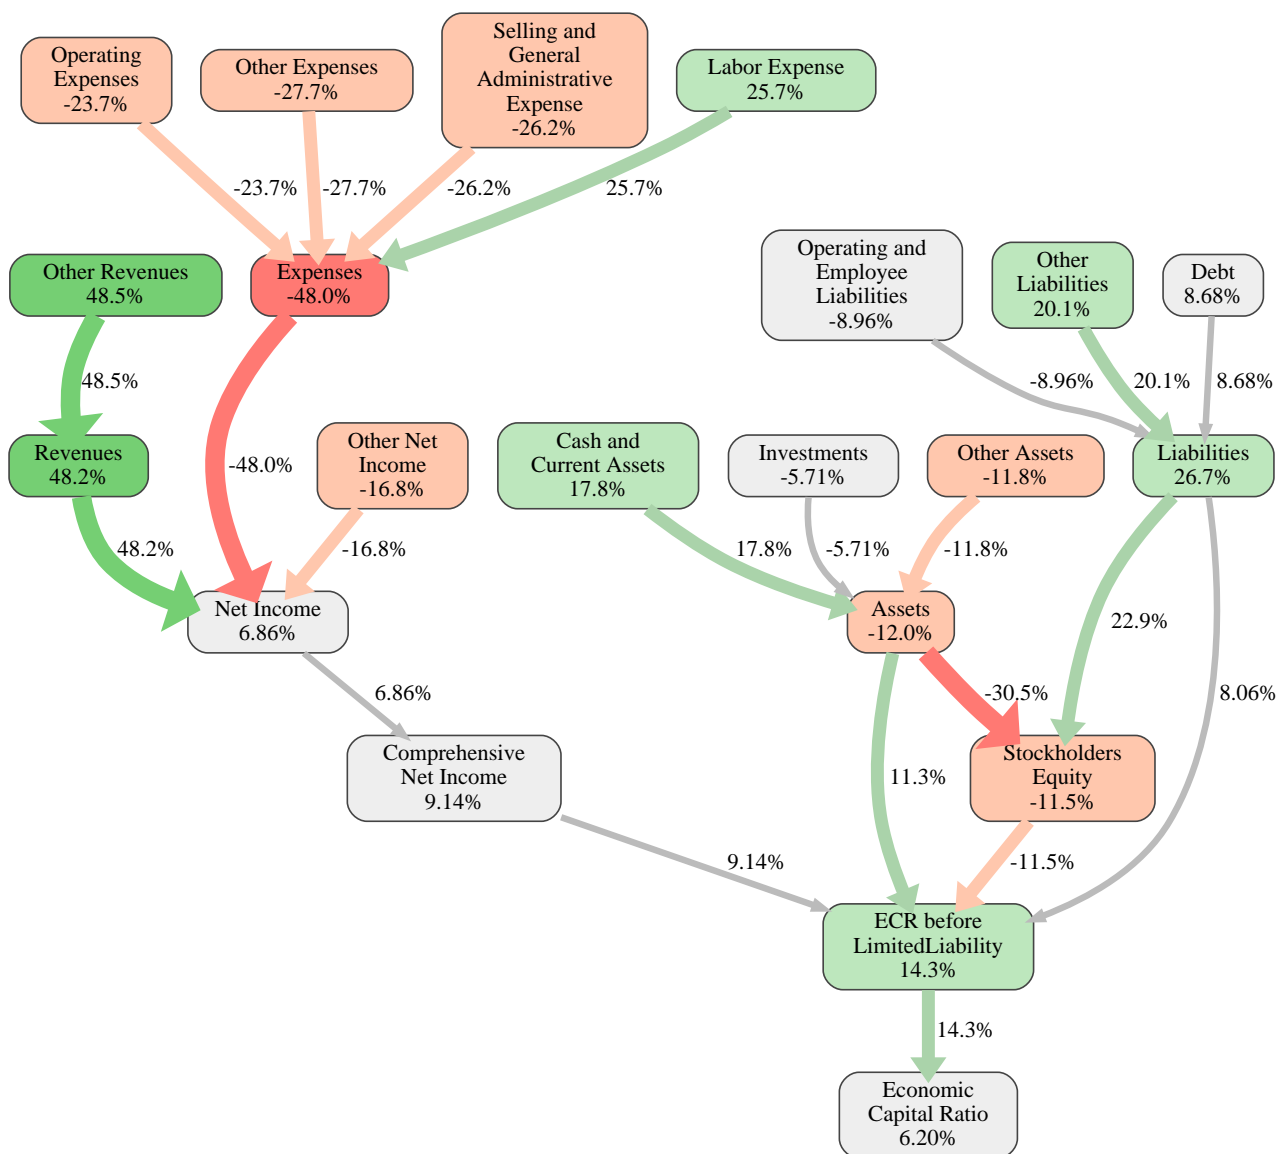 Operating
Expenses
-23.7%
Other Expenses
-27.7%
Selling and
General
Administrative
Expense
-26.2%
Labor Expense
25.7%
-23.7%
-27.7%
-26.2%
25.7%
Other Revenues
48.5%
Expenses
-48.0%
Operating and
Employee
Liabilities
-8.96%
Other
Liabilities
20.1%
Debt
8.68%
48.5%
-48.0%
-8.96%
20.1%
8.68%
Revenues
48.2%
Other Net
Income
-16.8%
Cash and
Current Assets
17.8%
Investments
-5.71%
Other Assets
-11.8%
Liabilities
26.7%
48.2%
-16.8%
17.8%
-5.71%
-11.8%
22.9%
8.06%
Net Income
6.86%
Assets
-12.0%
6.86%
-30.5%
11.3%
Comprehensive
Net Income
9.14%
Stockholders
Equity
-11.5%
9.14%
-11.5%
ECR before
LimitedLiability
14.3%
14.3%
Economic
Capital Ratio
6.20%